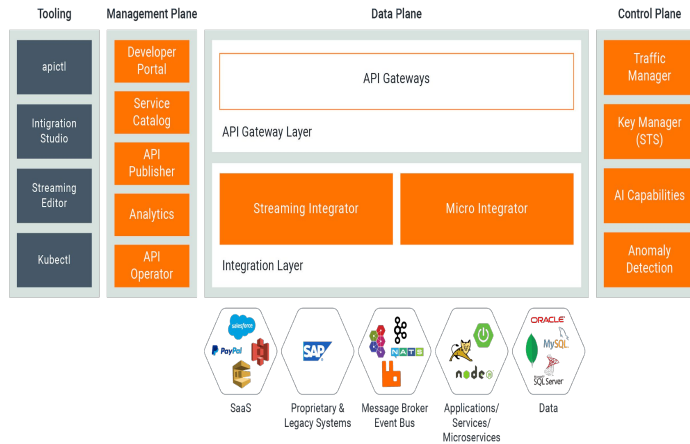 Tooling
Management Plane
Data Plane
Control Plane
apictl
Intigration
Studio
Streaming
Editor
Kubectl
Developer
Portal
Service
Catalog
API
Publisher
Analytics
API
Operator
API Gateways
API Gateway Layer
Streaming Integrator
Micro Integrator
Integration Layer
Traffic
Manager
Key Manager
(STS)
AI Capabilities
Anomaly
Detection
salesforce
PayPal
SAP
NATS
node
ORACLE
MySQL
SQL Server
SaaS
Proprietary &
Legacy Systems
Message Broker
Event Bus
Applications/
Services/
Microservices
Data